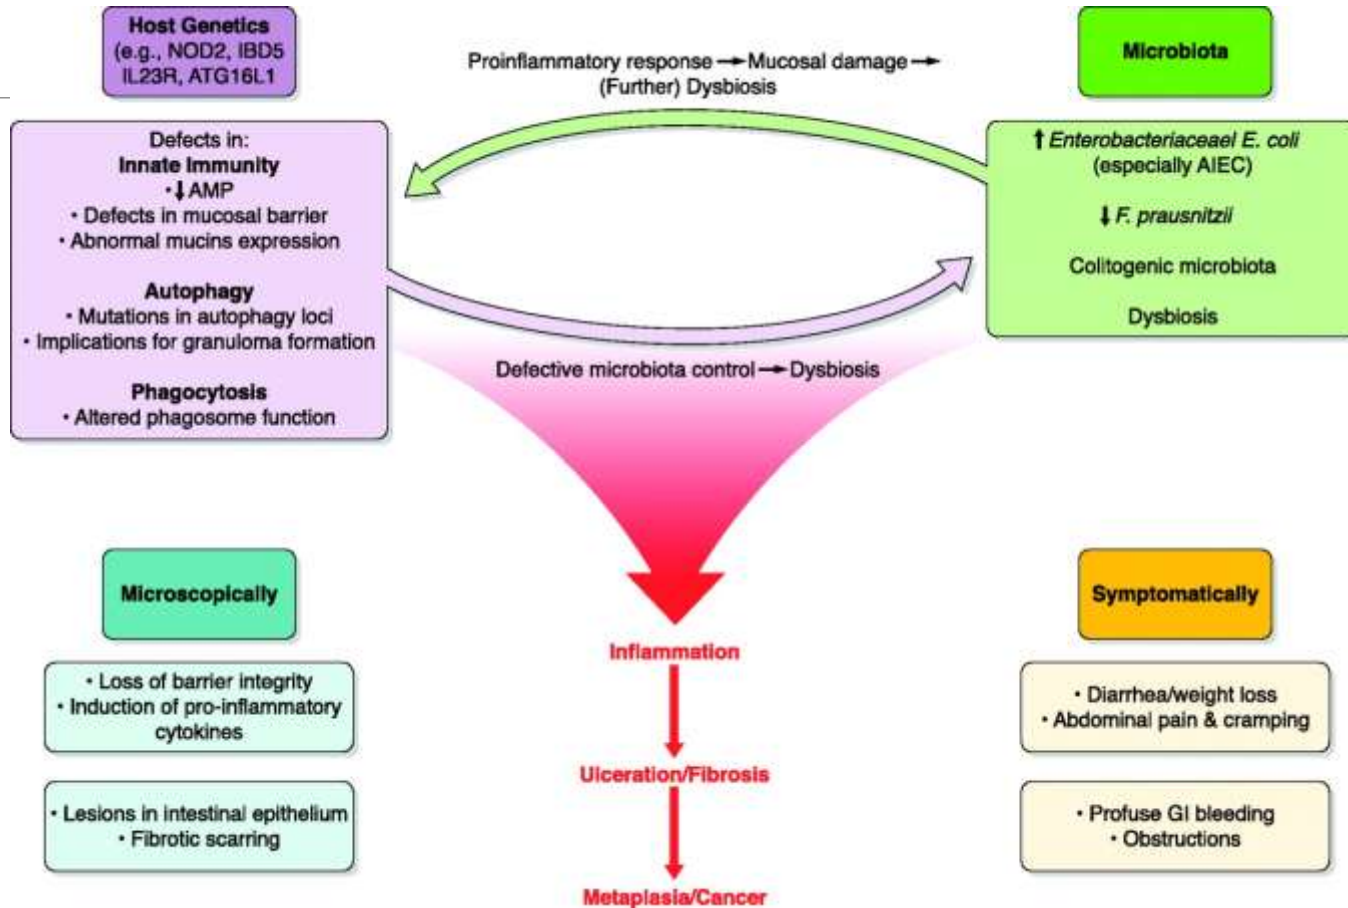 Host Genetics
(e.g., NOD2, IBD5
IL23R, ATG16L1
Proinflammatory response → Mucosal damage →
(Further) Dysbiosis
Microbiota
Defects in:
Innate Immunity
• ↓ AMP
• Defects in mucosal barrier
• Abnormal mucins expression
Autophagy
• Mutations in autophagy loci
• Implications for granuloma formation
Phagocytosis
• Altered phagosome function
↑ Enterobacteriaceael E. coli
(especially AIEC)
↓ F. prausnitzii
Colitogenic microbiota
Dysbiosis
Defective microbiota control → Dysbiosis
Microscopically
• Loss of barrier integrity
• Induction of pro-inflammatory
cytokines
• Lesions in intestinal epithelium
• Fibrotic scarring
Inflammation
Ulceration/Fibrosis
Metaplasia/Cancer
Symptomatically
• Diarrhea/weight loss
• Abdominal pain & cramping
• Profuse GI bleeding
• Obstructions